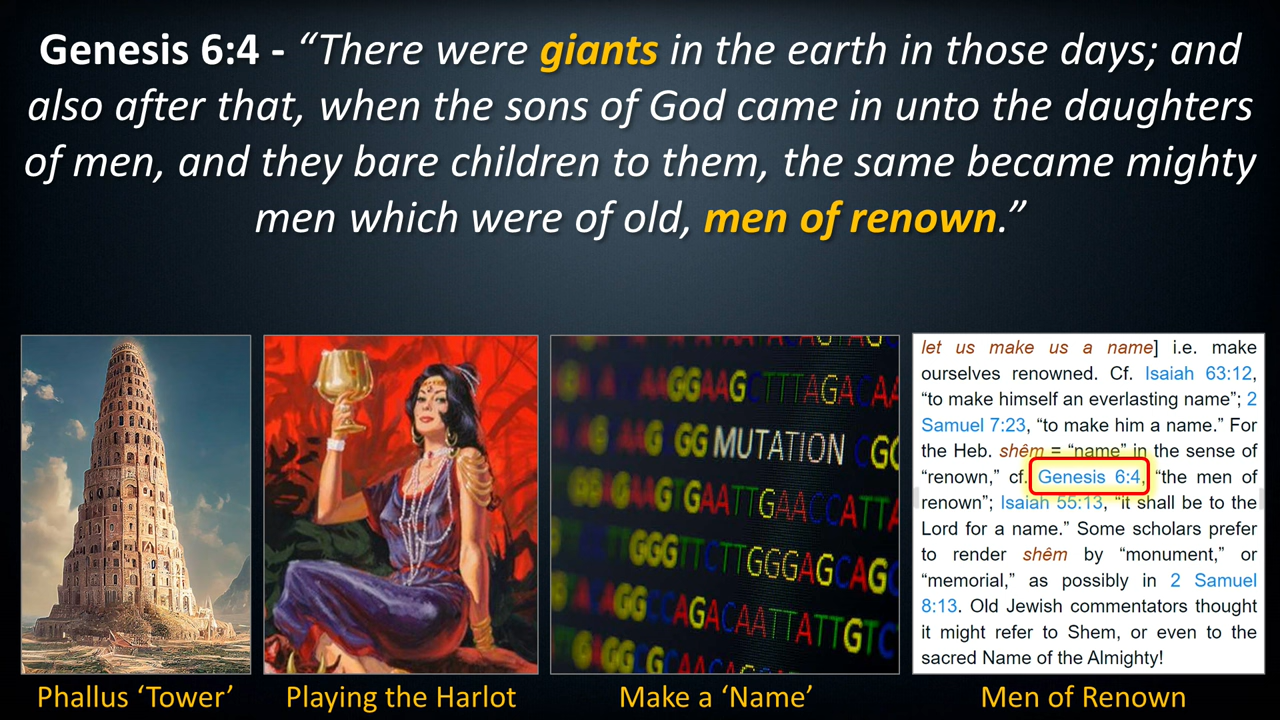 Genesis 6:4 - “There were giants in the earth in those days; and
also after that, when the sons of God came in unto the daughters
of men, and they bare children to them, the same became mighty
men which were of old, men of renown.”
GGAAGCTTTAGACAA
G AAG GG MUTATION CGC
GTGAATTGAACCATTA
GGGTTCTTGGGAGCAGC
GGCCAGACAATTATTGTC
let us make us a name] i.e. make
ourselves renowned. Cf. Isaiah 63:12,
“to make himself an everlasting name”; 2
Samuel 7:23, “to make him a name.” For
the Heb. shêm = “name” in the sense of
“renown,” cf. Genesis 6:4, “the men of
renown”; Isaiah 55:13, “it shall be to the
Lord for a name.” Some scholars prefer
to render shêm by “monument,” or
“memorial,” as possibly in 2 Samuel
8:13. Old Jewish commentators thought
it might refer to Shem, or even to the
sacred Name of the Almighty!
Phallus ‘Tower’
Playing the Harlot
Make a ‘Name’
Men of Renown